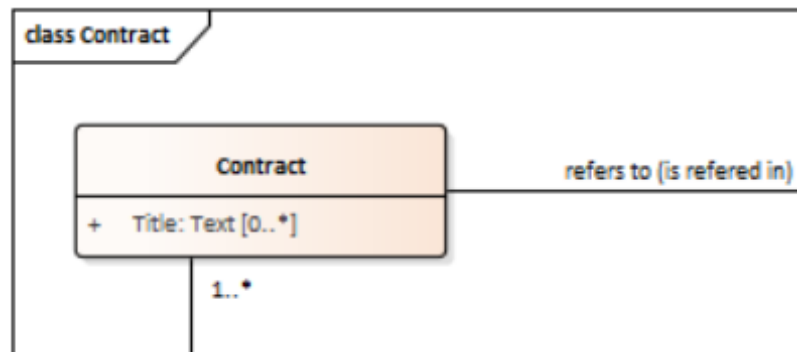 class Contract
Contract
refers to (is refered in)
+ Title: Text [0..*]
1..*